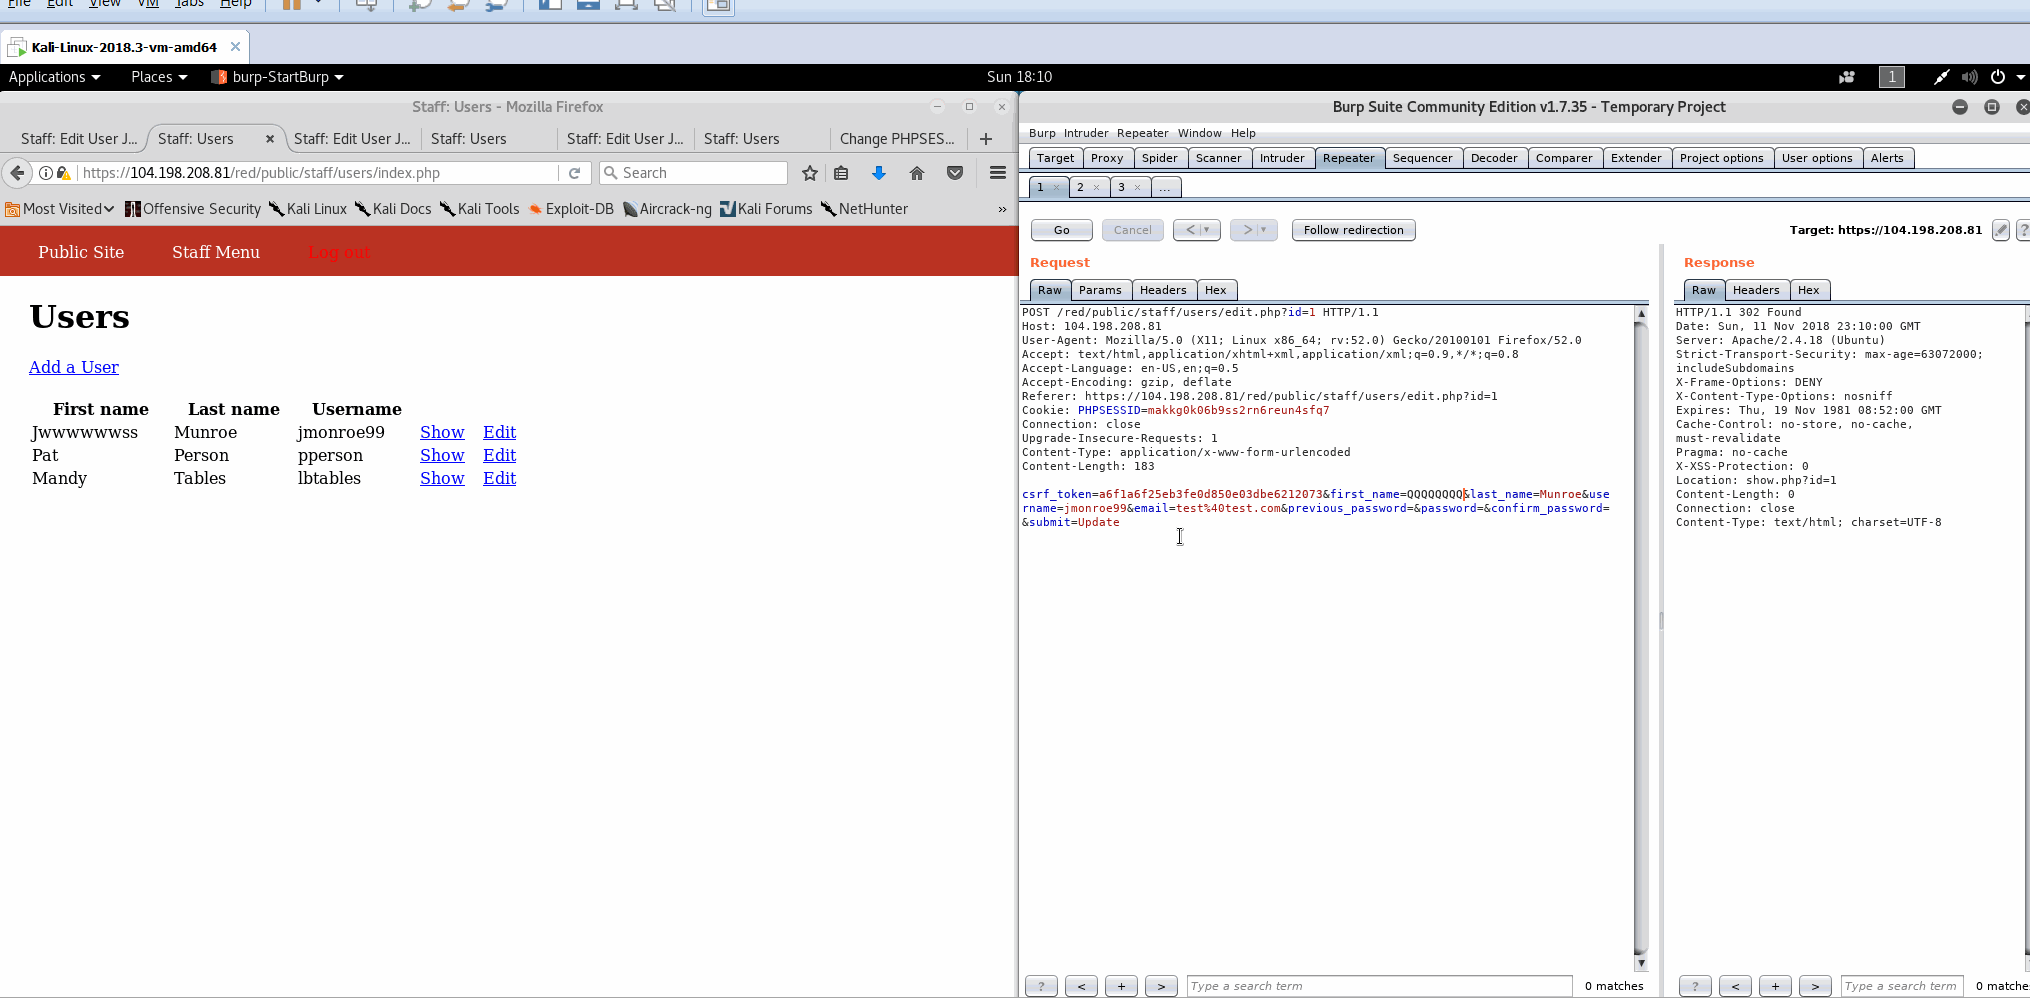 File Edit View VM Tabs Help
Kali-Linux-2018.3-vm-amd64
Applications Places burp-StartBurp Sun 18:10 1
Staff: Users - Mozilla Firefox
Staff: Edit User J... Staff: Users Staff: Edit User J... Staff: Users Staff: Edit User J... Staff: Users Change PHPSES...
https://104.198.208.81/red/public/staff/users/index.php Search
Most Visited Offensive Security Kali Linux Kali Docs Kali Tools Exploit-DB Aircrack-ng Kali Forums NetHunter »
Public Site Staff Menu Log out
Users
Add a User
First name Last name Username
Jwwwwwwss Munroe jmonroe99 Show Edit
Pat Person pperson Show Edit
Mandy Tables lbtables Show Edit
Burp Suite Community Edition v1.7.35 - Temporary Project
Burp Intruder Repeater Window Help
Target Proxy Spider Scanner Intruder Repeater Sequencer Decoder Comparer Extender Project options User options Alerts
1 × 2 × 3 × ...
Go Cancel < > Follow redirection Target: https://104.198.208.81 ?
Request
Raw Params Headers Hex
POST /red/public/staff/users/edit.php?id=1 HTTP/1.1
Host: 104.198.208.81
User-Agent: Mozilla/5.0 (X11; Linux x86_64; rv:52.0) Gecko/20100101 Firefox/52.0
Accept: text/html,application/xhtml+xml,application/xml;q=0.9,*/*;q=0.8
Accept-Language: en-US,en;q=0.5
Accept-Encoding: gzip, deflate
Referer: https://104.198.208.81/red/public/staff/users/edit.php?id=1
Cookie: PHPSESSID=makkg0k06b9ss2rn6reun4sfq7
Connection: close
Upgrade-Insecure-Requests: 1
Content-Type: application/x-www-form-urlencoded
Content-Length: 183
csrf_token=a6f1a6f25eb3fe0d850e03dbe6212073&first_name=QQQQQQQQ&last_name=Munroe&use
rname=jmonroe99&email=test%40test.com&previous_password=&password=&confirm_password=
&submit=Update
? < + > Type a search term 0 matches
Response
Raw Headers Hex
HTTP/1.1 302 Found
Date: Sun, 11 Nov 2018 23:10:00 GMT
Server: Apache/2.4.18 (Ubuntu)
Strict-Transport-Security: max-age=63072000;
includeSubdomains
X-Frame-Options: DENY
X-Content-Type-Options: nosniff
Expires: Thu, 19 Nov 1981 08:52:00 GMT
Cache-Control: no-store, no-cache,
must-revalidate
Pragma: no-cache
X-XSS-Protection: 0
Location: show.php?id=1
Content-Length: 0
Connection: close
Content-Type: text/html; charset=UTF-8
? < + > Type a search term 0 matche